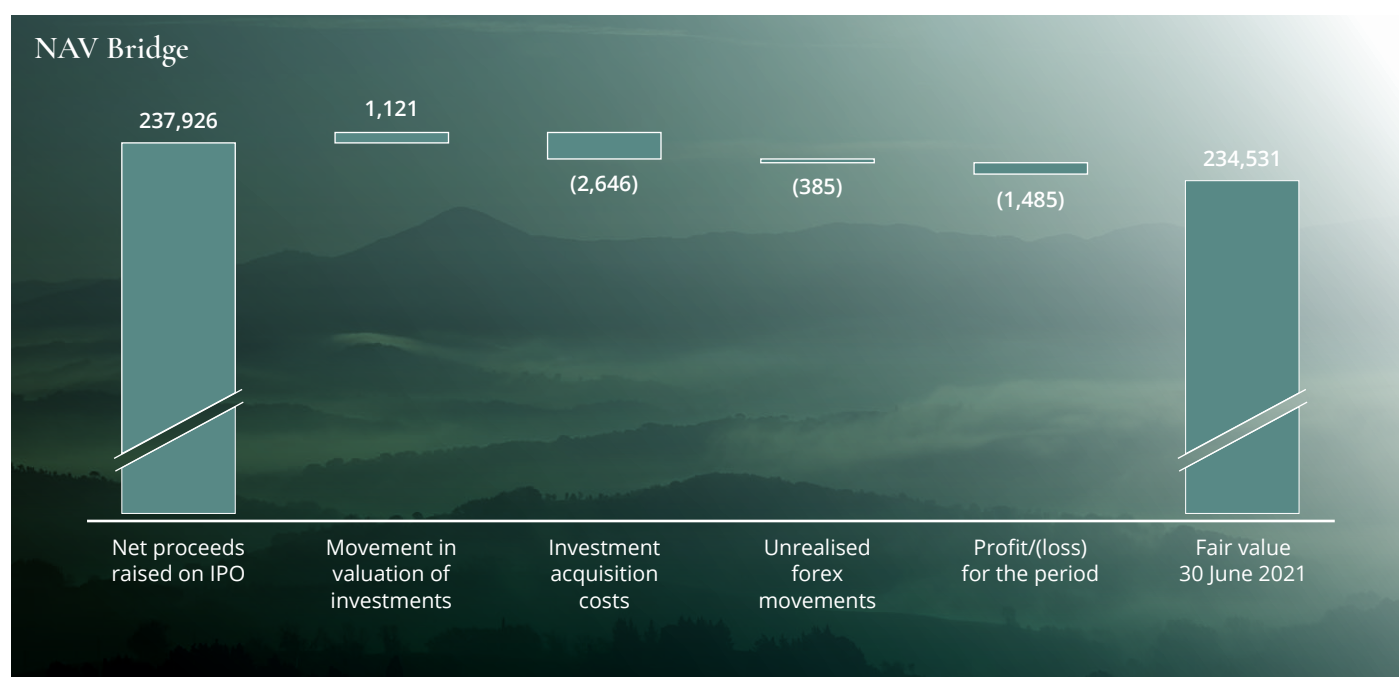 NAV Bridge
237,926
1,121
(2,646)
(385)
(1,485)
234,531
Net proceeds
raised on IPO
Movement in
valuation of
investments
Investment
acquisition
costs
Unrealised
forex
movements
Profit/(loss)
for the period
Fair value
30 June 2021